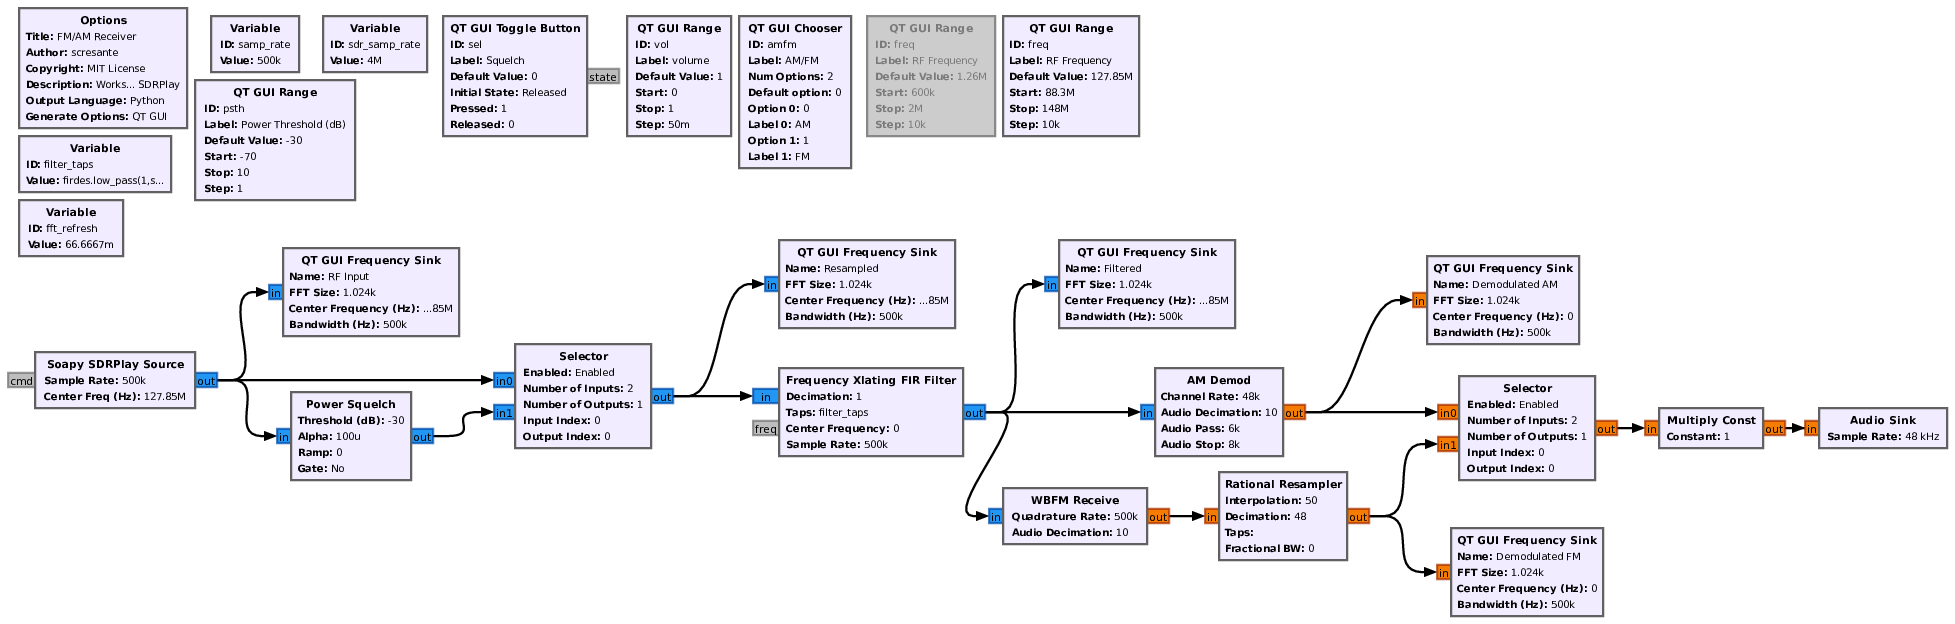 Options
Title: FM/AM Receiver
Author: scresante
Copyright: MIT License
Description: Works... SDRPlay
Output Language: Python
Generate Options: QT GUI
Variable
ID: samp_rate
Value: 500k
Variable
ID: sdr_samp_rate
Value: 4M
QT GUI Toggle Button
ID: sel
Label: Squelch
Default Value: 0
Initial State: Released
Pressed: 1
Released: 0
state
QT GUI Range
ID: vol
Label: volume
Default Value: 1
Start: 0
Stop: 1
Step: 50m
QT GUI Chooser
ID: amfm
Label: AM/FM
Num Options: 2
Default option: 0
Option 0: 0
Label 0: AM
Option 1: 1
Label 1: FM
QT GUI Range
ID: freq
Label: RF Frequency
Default Value: 1.26M
Start: 600k
Stop: 2M
Step: 10k
QT GUI Range
ID: freq
Label: RF Frequency
Default Value: 127.85M
Start: 88.3M
Stop: 148M
Step: 10k
QT GUI Range
ID: psth
Label: Power Threshold (dB)
Default Value: -30
Start: -70
Stop: 10
Step: 1
Variable
ID: filter_taps
Value: firdes.low_pass(1,s...
Variable
ID: fft_refresh
Value: 66.6667m
QT GUI Frequency Sink
Name: RF Input
FFT Size: 1.024k
Center Frequency (Hz): ...85M
Bandwidth (Hz): 500k
in
QT GUI Frequency Sink
Name: Resampled
FFT Size: 1.024k
Center Frequency (Hz): ...85M
Bandwidth (Hz): 500k
in
QT GUI Frequency Sink
Name: Filtered
FFT Size: 1.024k
Center Frequency (Hz): ...85M
Bandwidth (Hz): 500k
in
QT GUI Frequency Sink
Name: Demodulated AM
FFT Size: 1.024k
Center Frequency (Hz): 0
Bandwidth (Hz): 500k
in
cmd
Soapy SDRPlay Source
Sample Rate: 500k
Center Freq (Hz): 127.85M
out
in
Power Squelch
Threshold (dB): -30
Alpha: 100u
Ramp: 0
Gate: No
out
in0
in1
Selector
Enabled: Enabled
Number of Inputs: 2
Number of Outputs: 1
Input Index: 0
Output Index: 0
out
in
freq
Frequency Xlating FIR Filter
Decimation: 1
Taps: filter_taps
Center Frequency: 0
Sample Rate: 500k
out
in
AM Demod
Channel Rate: 48k
Audio Decimation: 10
Audio Pass: 6k
Audio Stop: 8k
out
in
WBFM Receive
Quadrature Rate: 500k
Audio Decimation: 10
out
in
Rational Resampler
Interpolation: 50
Decimation: 48
Taps:
Fractional BW: 0
out
in0
in1
Selector
Enabled: Enabled
Number of Inputs: 2
Number of Outputs: 1
Input Index: 0
Output Index: 0
out
in
Multiply Const
Constant: 1
out
in
Audio Sink
Sample Rate: 48 kHz
in
QT GUI Frequency Sink
Name: Demodulated FM
FFT Size: 1.024k
Center Frequency (Hz): 0
Bandwidth (Hz): 500k